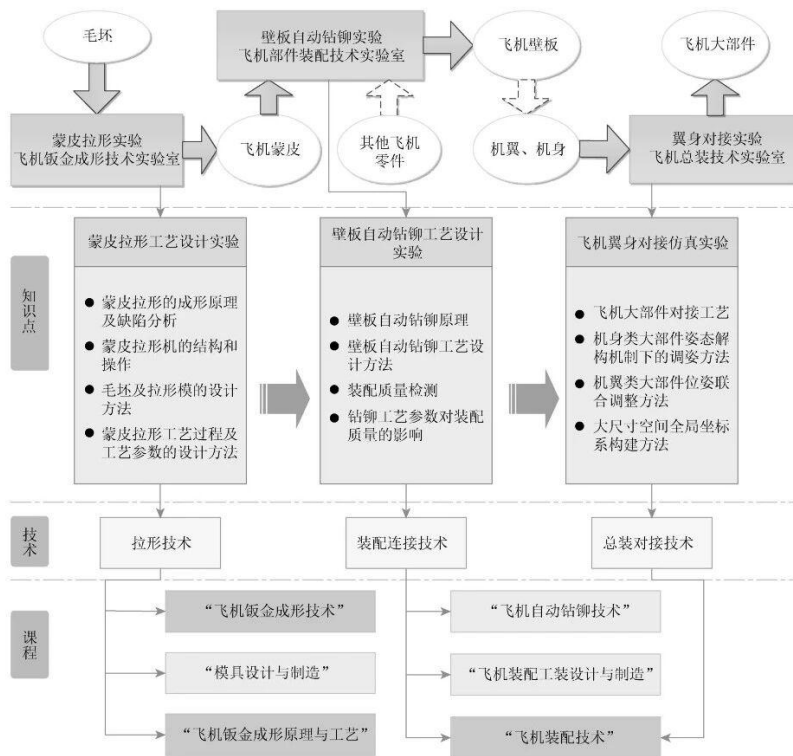 毛坯
壁板自动钻铆实验
飞机部件装配技术实验室
飞机壁板
飞机大部件
蒙皮拉形实验
飞机钣金成形技术实验室
飞机蒙皮
其他飞机
零件
机翼、机身
翼身对接实验
飞机总装技术实验室
知识点
蒙皮拉形工艺设计实验
● 蒙皮拉形的成形原理
及缺陷分析
● 蒙皮拉形机的结构和
操作
● 毛坯及拉形模的设计
方法
● 蒙皮拉形工艺过程及
工艺参数的设计方法
壁板自动钻铆工艺设计
实验
● 壁板自动钻铆原理
● 壁板自动钻铆工艺设
计方法
● 装配质量检测
● 钻铆工艺参数对装配
质量的影响
飞机翼身对接仿真实验
● 飞机大部件对接工艺
● 机身类大部件姿态解
构机制下的调姿方法
● 机翼类大部件位姿联
合调整方法
● 大尺寸空间全局坐标
系构建方法
技术
拉形技术
装配连接技术
总装对接技术
课程
“飞机钣金成形技术”
“模具设计与制造”
“飞机钣金成形原理与工艺”
“飞机自动钻铆技术”
“飞机装配工装设计与制造”
“飞机装配技术”